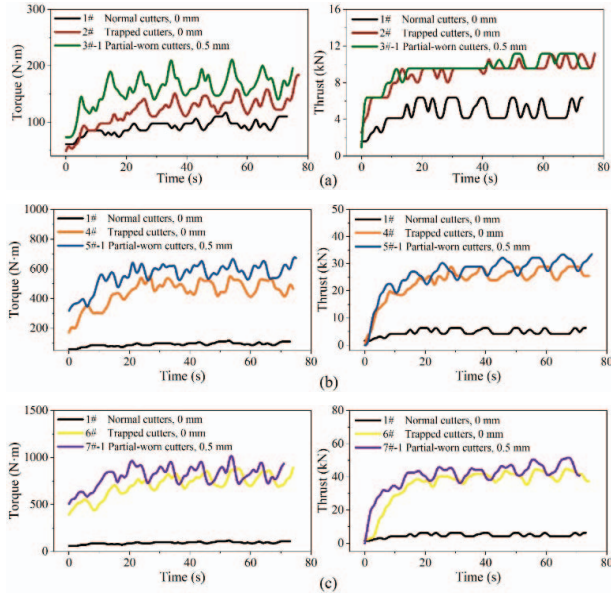 1# Normal cutters, 0 mm
2# Trapped cutters, 0 mm
3#-1 Partial-worn cutters, 0.5 mm
Torque (N·m)
300
200
100
0 20 40 60 80
Time (s)
1# Normal cutters, 0 mm
2# Trapped cutters, 0 mm
3#-1 Partial-worn cutters, 0.5 mm
Thrust (kN)
16
12
8
4
0
0 20 40 60 80
Time (s)
(a)
1# Normal cutters, 0 mm
4# Trapped cutters, 0 mm
5#-1 Partial-worn cutters, 0.5 mm
Torque (N·m)
1000
800
600
400
200
0 20 40 60 80
Time (s)
1# Normal cutters, 0 mm
4# Trapped cutters, 0 mm
5#-1 Partial-worn cutters, 0.5 mm
Thrust (kN)
50
40
30
20
10
0
0 20 40 60 80
Time (s)
(b)
1# Normal cutters, 0 mm
6# Trapped cutters, 0 mm
7#-1 Partial-worn cutters, 0.5 mm
Torque (N·m)
1500
1000
500
0
0 20 40 60 80
Time (s)
1# Normal cutters, 0 mm
6# Trapped cutters, 0 mm
7#-1 Partial-worn cutters, 0.5 mm
Thrust (kN)
80
60
40
20
0
0 20 40 60 80
Time (s)
(c)